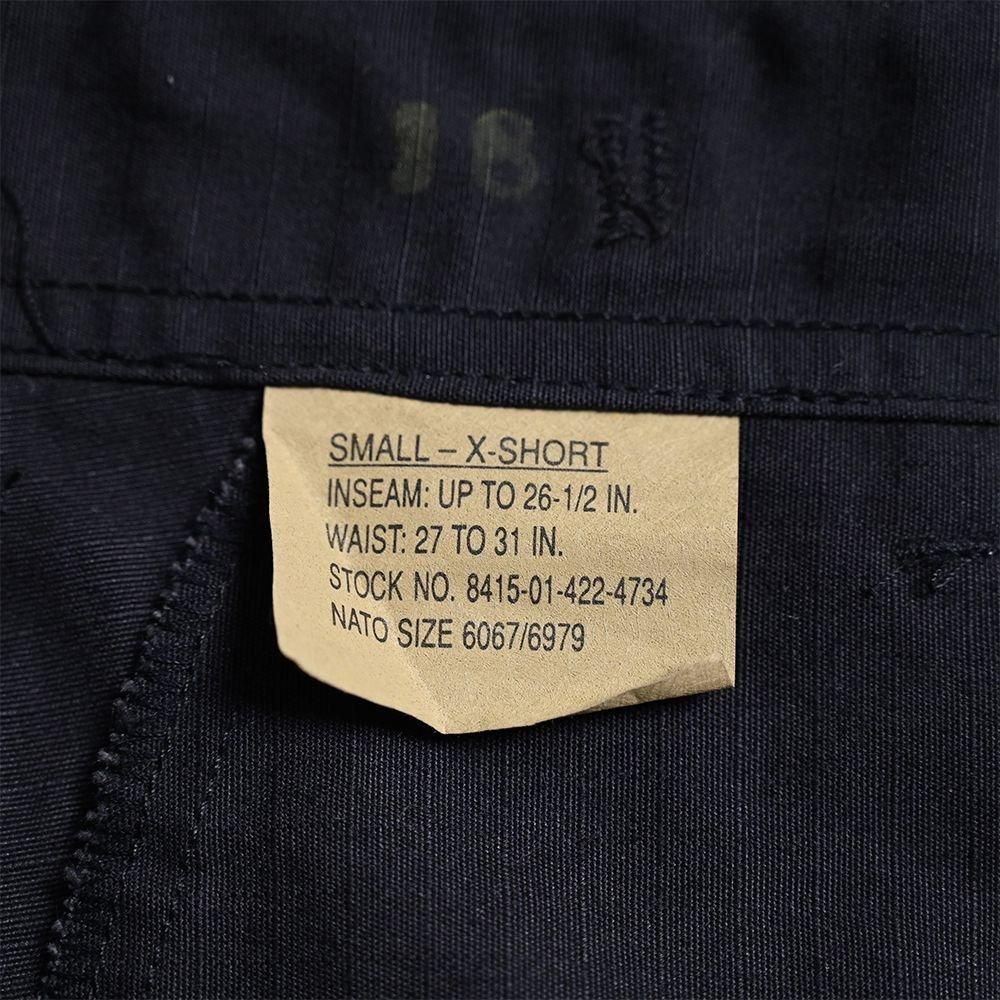 18
SMALL – X-SHORT
INSEAM: UP TO 26-1/2 IN.
WAIST: 27 TO 31 IN.
STOCK NO. 8415-01-422-4734
NATO SIZE 6067/6979